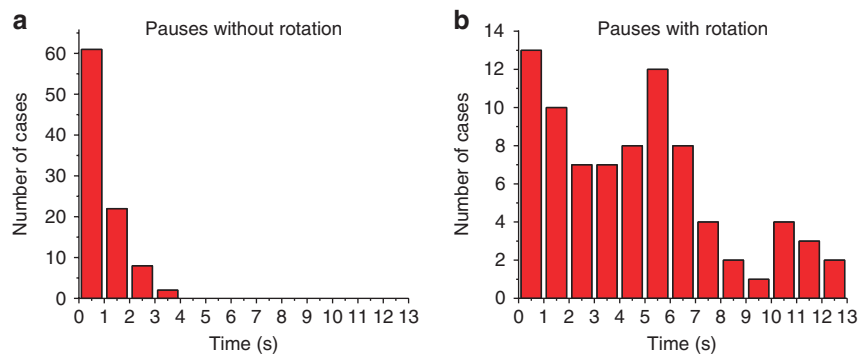 a
Pauses without rotation
60
50
40
30
20
10
0
Number of cases
0 1 2 3 4 5 6 7 8 9 10 11 12 13
Time (s)
b
Pauses with rotation
14
12
10
8
6
4
2
0
Number of cases
0 1 2 3 4 5 6 7 8 9 10 11 12 13
Time (s)